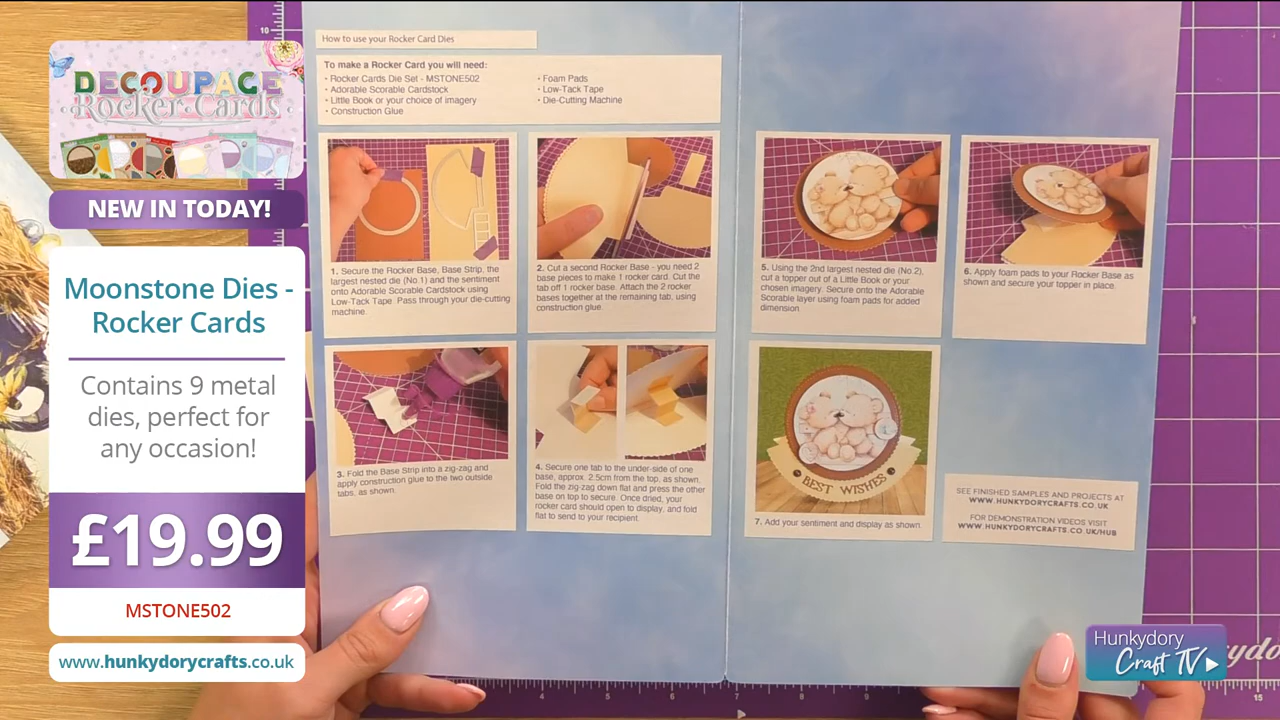 DECOUPAGE
Rocker Cards
NEW IN TODAY!
Moonstone Dies -
Rocker Cards
Contains 9 metal
dies, perfect for
any occasion!
£19.99
MSTONE502
www.hunkydorycrafts.co.uk
10
How to use your Rocker Card Dies
To make a Rocker Card you will need:
• Rocker Cards Die Set - MSTONE502
• Adorable Scorable Cardstock
• Little Book or your choice of imagery
• Construction Glue
• Foam Pads
• Low-Tack Tape
• Die-Cutting Machine
1. Secure the Rocker Base, Base Strip, the
largest nested die (No.1) and the sentiment
onto Adorable Scorable Cardstock using
Low-Tack Tape Pass through your die-cutting
machine.
2. Cut a second Rocker Base - you need 2
base pieces to make 1 rocker card. Cut the
tab off 1 rocker base. Attach the 2 rocker
bases together at the remaining tab, using
construction glue.
3. Fold the Base Strip into a zig-zag and
apply construction glue to the two outside
tabs, as shown.
4. Secure one tab to the under-side of one
base, approx. 2.5cm from the top, as shown.
Fold the zig-zag down flat and press the other
base on top to secure. Once dried, your
rocker card should open to display, and fold
flat to send to your recipient.
5. Using the 2nd largest nested die (No.2),
cut a topper out of a Little Book or your
chosen imagery. Secure onto the Adorable
Scorable layer using foam pads for added
dimension.
6. Apply foam pads to your Rocker Base as
shown and secure your topper in place.
BEST WISHES
7. Add your sentiment and display as shown.
SEE FINISHED SAMPLES AND PROJECTS AT
WWW.HUNKYDORYCRAFTS.CO.UK
FOR DEMONSTRATION VIDEOS VISIT
WWW.HUNKYDORYCRAFTS.CO.UK/HUB
Hunkydory
Craft TV
4 5 6 7 8 9 10
15